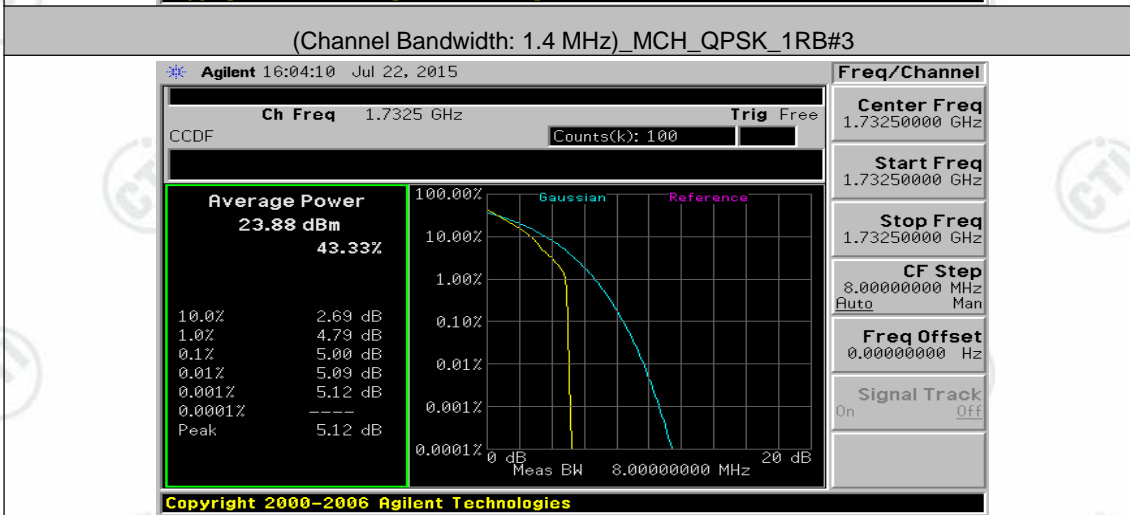 (Channel Bandwidth: 1.4 MHz)_MCH_QPSK_1RB#3
Agilent 16:04:10 Jul 22, 2015
Freq/Channel
Ch Freq 1.7325 GHz Trig Free
CCDF Counts(k): 100
Average Power
23.88 dBm
43.33%
10.0% 2.69 dB
1.0% 4.79 dB
0.1% 5.00 dB
0.01% 5.09 dB
0.001% 5.12 dB
0.0001% ----
Peak 5.12 dB
Gaussian Reference
100.00%
10.00%
1.00%
0.10%
0.01%
0.001%
0.0001%
0 dB 20 dB
Meas BW 8.00000000 MHz
Center Freq
1.73250000 GHz
Start Freq
1.73250000 GHz
Stop Freq
1.73250000 GHz
CF Step
8.00000000 MHz
Auto Man
Freq Offset
0.00000000 Hz
Signal Track
On Off
Copyright 2000-2006 Agilent Technologies
CTI
CTI